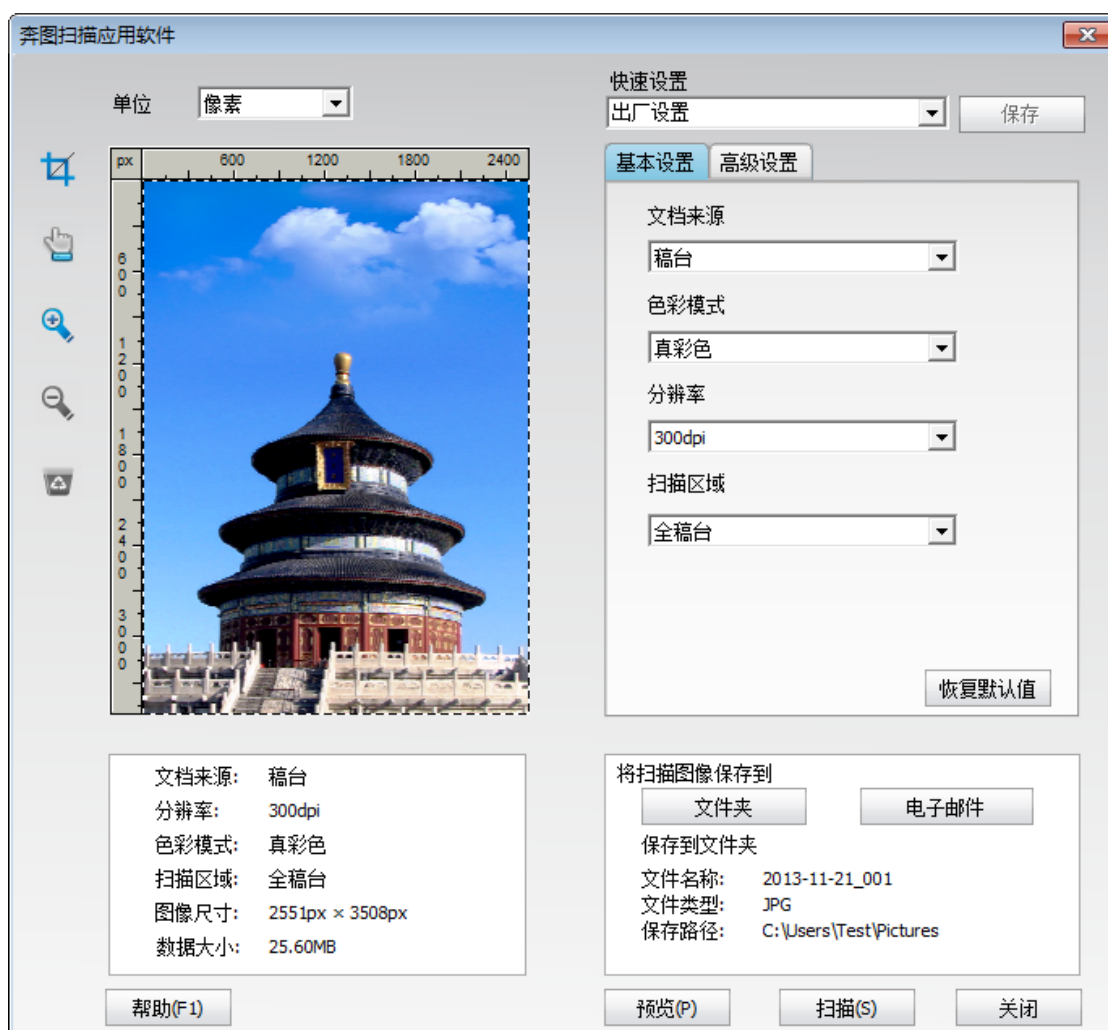 奔图扫描应用软件
单位 像素
快速设置
出厂设置 保存
px 600 1200 1800 2400
600
1200
1800
2400
3000
基本设置 高级设置
文档来源
稿台
色彩模式
真彩色
分辨率
300dpi
扫描区域
全稿台
恢复默认值
文档来源: 稿台
分辨率: 300dpi
色彩模式: 真彩色
扫描区域: 全稿台
图像尺寸: 2551px × 3508px
数据大小: 25.60MB
将扫描图像保存到
文件夹 电子邮件
保存到文件夹
文件名称: 2013-11-21_001
文件类型: JPG
保存路径: C:\Users\Test\Pictures
帮助(F1) 预览(P) 扫描(S) 关闭